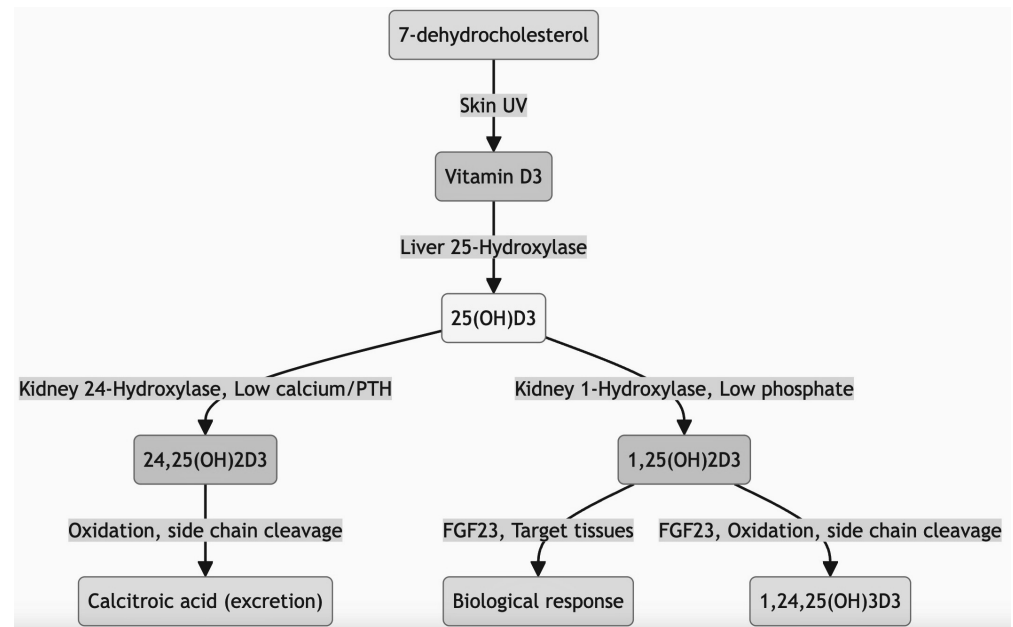 7-dehydrocholesterol
Skin UV
Vitamin D3
Liver 25-Hydroxylase
25(OH)D3
Kidney 24-Hydroxylase, Low calcium/PTH
Kidney 1-Hydroxylase, Low phosphate
24,25(OH)2D3
1,25(OH)2D3
Oxidation, side chain cleavage
FGF23, Target tissues
FGF23, Oxidation, side chain cleavage
Calcitroic acid (excretion)
Biological response
1,24,25(OH)3D3